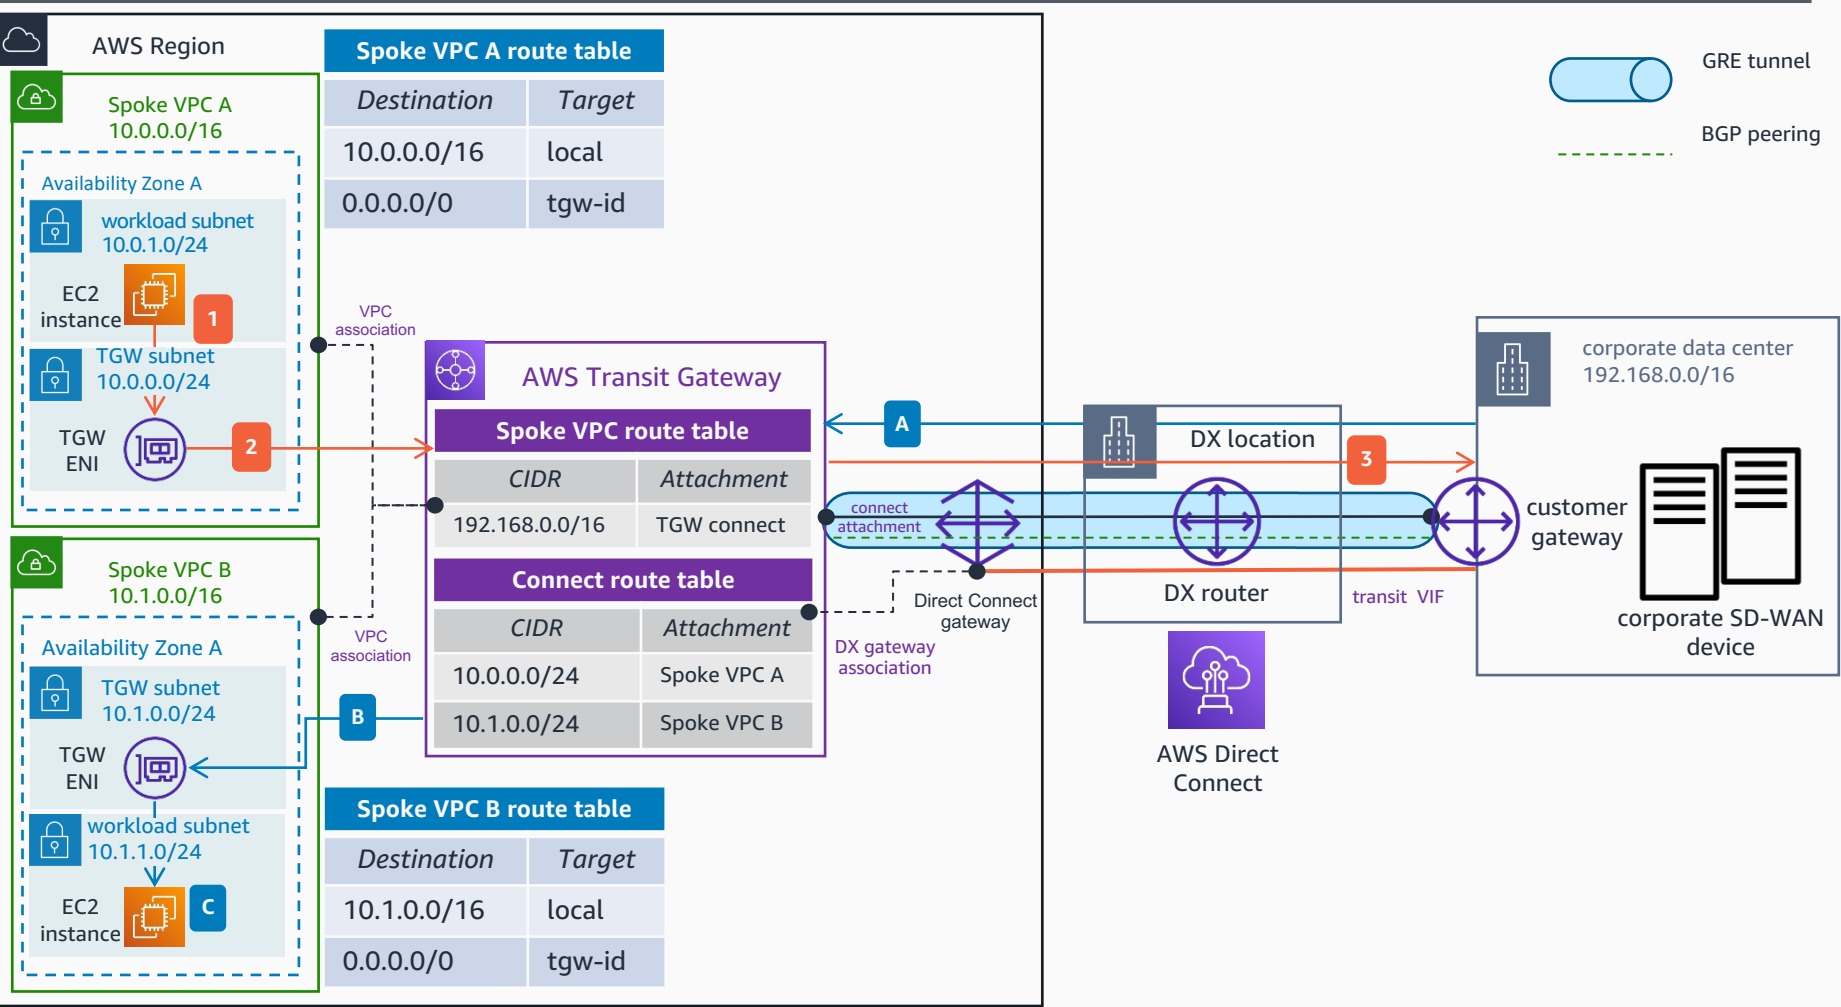 AWS Region
Spoke VPC A
10.0.0.0/16
Availability Zone A
workload subnet
10.0.1.0/24
EC2
instance
1
TGW subnet
10.0.0.0/24
TGW
ENI
2
Spoke VPC A route table
Destination Target
10.0.0.0/16 local
0.0.0.0/0 tgw-id
VPC
association
Spoke VPC B
10.1.0.0/16
Availability Zone A
TGW subnet
10.1.0.0/24
TGW
ENI
workload subnet
10.1.1.0/24
EC2
instance
C
VPC
association
B
AWS Transit Gateway
Spoke VPC route table
CIDR Attachment
192.168.0.0/16 TGW connect
Connect route table
CIDR Attachment
10.0.0.0/24 Spoke VPC A
10.1.0.0/24 Spoke VPC B
Spoke VPC B route table
Destination Target
10.1.0.0/16 local
0.0.0.0/0 tgw-id
A
connect
attachment
Direct Connect
gateway
DX gateway
association
DX location
3
DX router
transit VIF
AWS Direct
Connect
GRE tunnel
BGP peering
corporate data center
192.168.0.0/16
customer
gateway
corporate SD-WAN
device